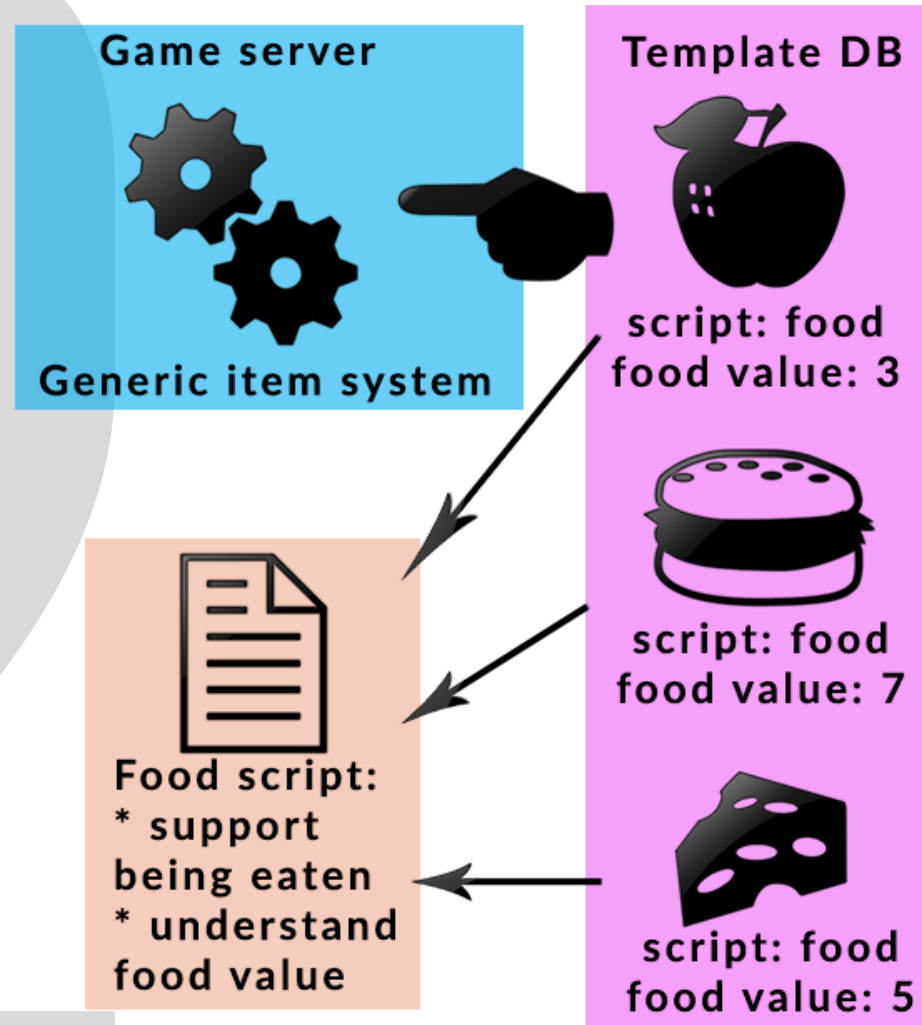 Game server
Generic item system
Template DB
script: food
food value: 3
script: food
food value: 7
script: food
food value: 5
Food script:
* support
being eaten
* understand
food value